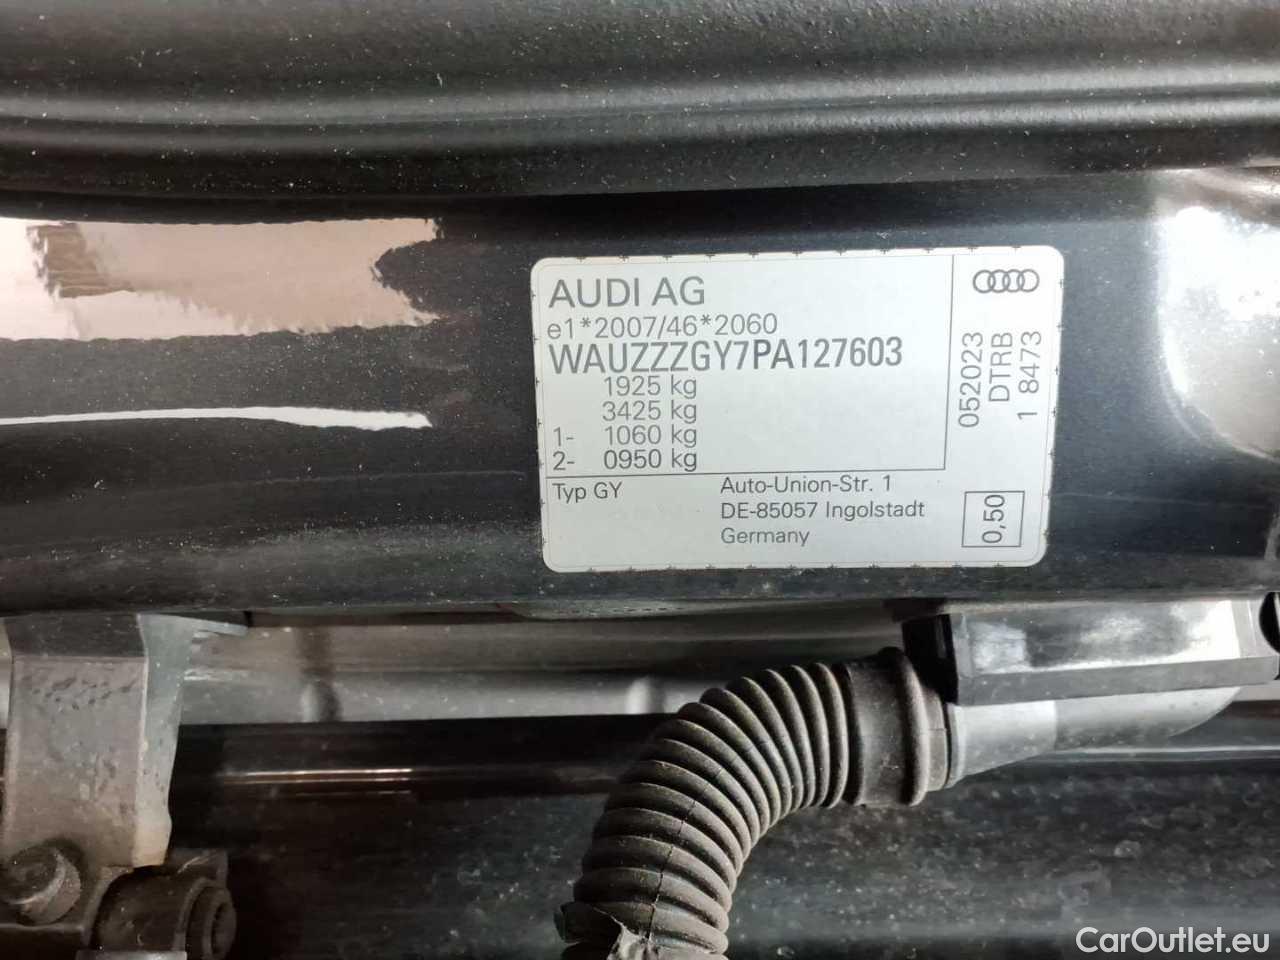 AUDI AG
e1*2007/46*2060
WAUZZZGY7PA127603
1925 kg
3425 kg
1- 1060 kg
2- 0950 kg
Typ GY
Auto-Union-Str. 1
DE-85057 Ingolstadt
Germany
052023
DTRB
1 8473
0,50
CarOutlet.eu